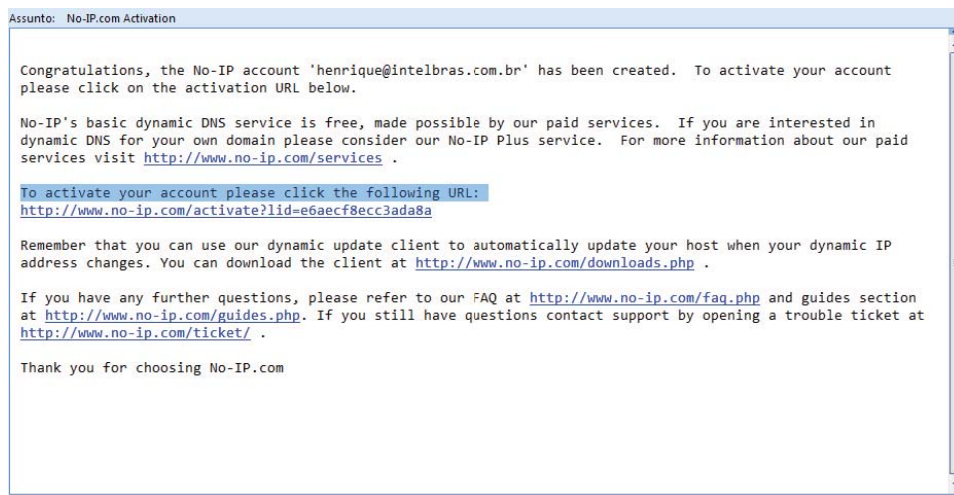 Assunto: No-IP.com Activation
Congratulations, the No-IP account 'henrique@intelbras.com.br' has been created. To activate your account
please click on the activation URL below.
No-IP's basic dynamic DNS service is free, made possible by our paid services. If you are interested in
dynamic DNS for your own domain please consider our No-IP Plus service. For more information about our paid
services visit http://www.no-ip.com/services .
To activate your account please click the following URL:
http://www.no-ip.com/activate?lid=e6aecf8ecc3ada8a
Remember that you can use our dynamic update client to automatically update your host when your dynamic IP
address changes. You can download the client at http://www.no-ip.com/downloads.php .
If you have any further questions, please refer to our FAQ at http://www.no-ip.com/faq.php and guides section
at http://www.no-ip.com/guides.php. If you still have questions contact support by opening a trouble ticket at
http://www.no-ip.com/ticket/ .
Thank you for choosing No-IP.com